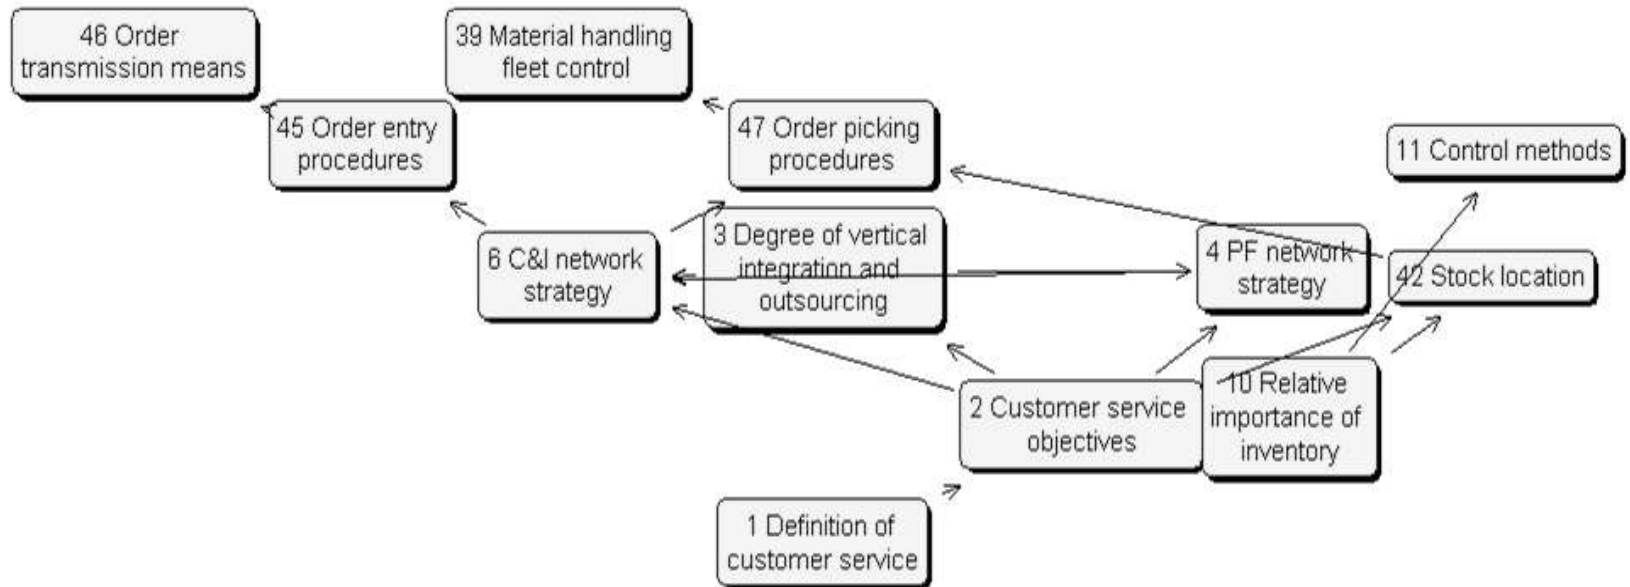 46 Order
transmission means
39 Material handling
fleet control
45 Order entry
procedures
47 Order picking
procedures
11 Control methods
6 C&I network
strategy
3 Degree of vertical
integration and
outsourcing
4 PF network
strategy
42 Stock location
2 Customer service
objectives
10 Relative
importance of
inventory
1 Definition of
customer service